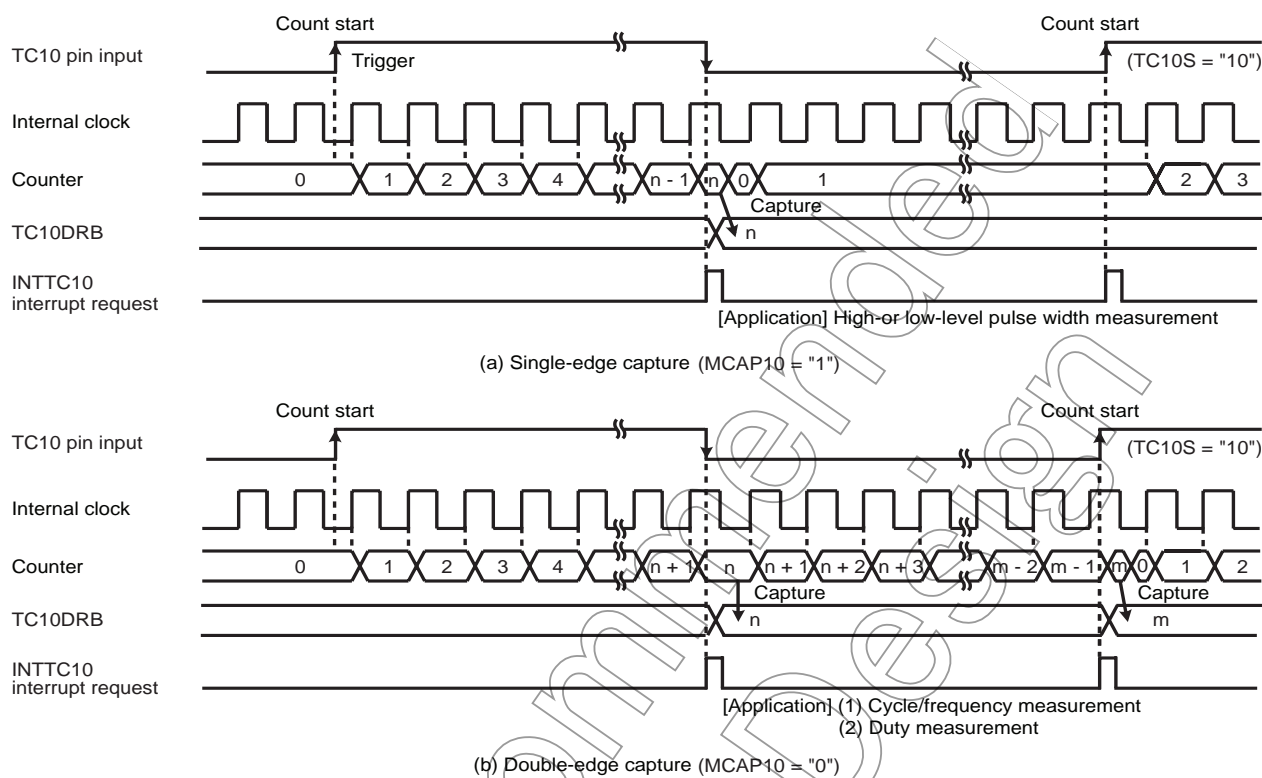 Count start Count start
TC10 pin input Trigger (TC10S = "10")
Internal clock
Counter 0 1 2 3 4 n - 1 n 0 1 2 3
Capture
TC10DRB n
INTTC10
interrupt request
[Application] High-or low-level pulse width measurement
(a) Single-edge capture (MCAP10 = "1")
Count start Count start
TC10 pin input (TC10S = "10")
Internal clock
Counter 0 1 2 3 4 n + 1 n n + 1 n + 2 n + 3 m - 2 m - 1 m 0 1 2
Capture Capture
TC10DRB n m
INTTC10
interrupt request
[Application] (1) Cycle/frequency measurement
(2) Duty measurement
(b) Double-edge capture (MCAP10 = "0")
ommended
Design